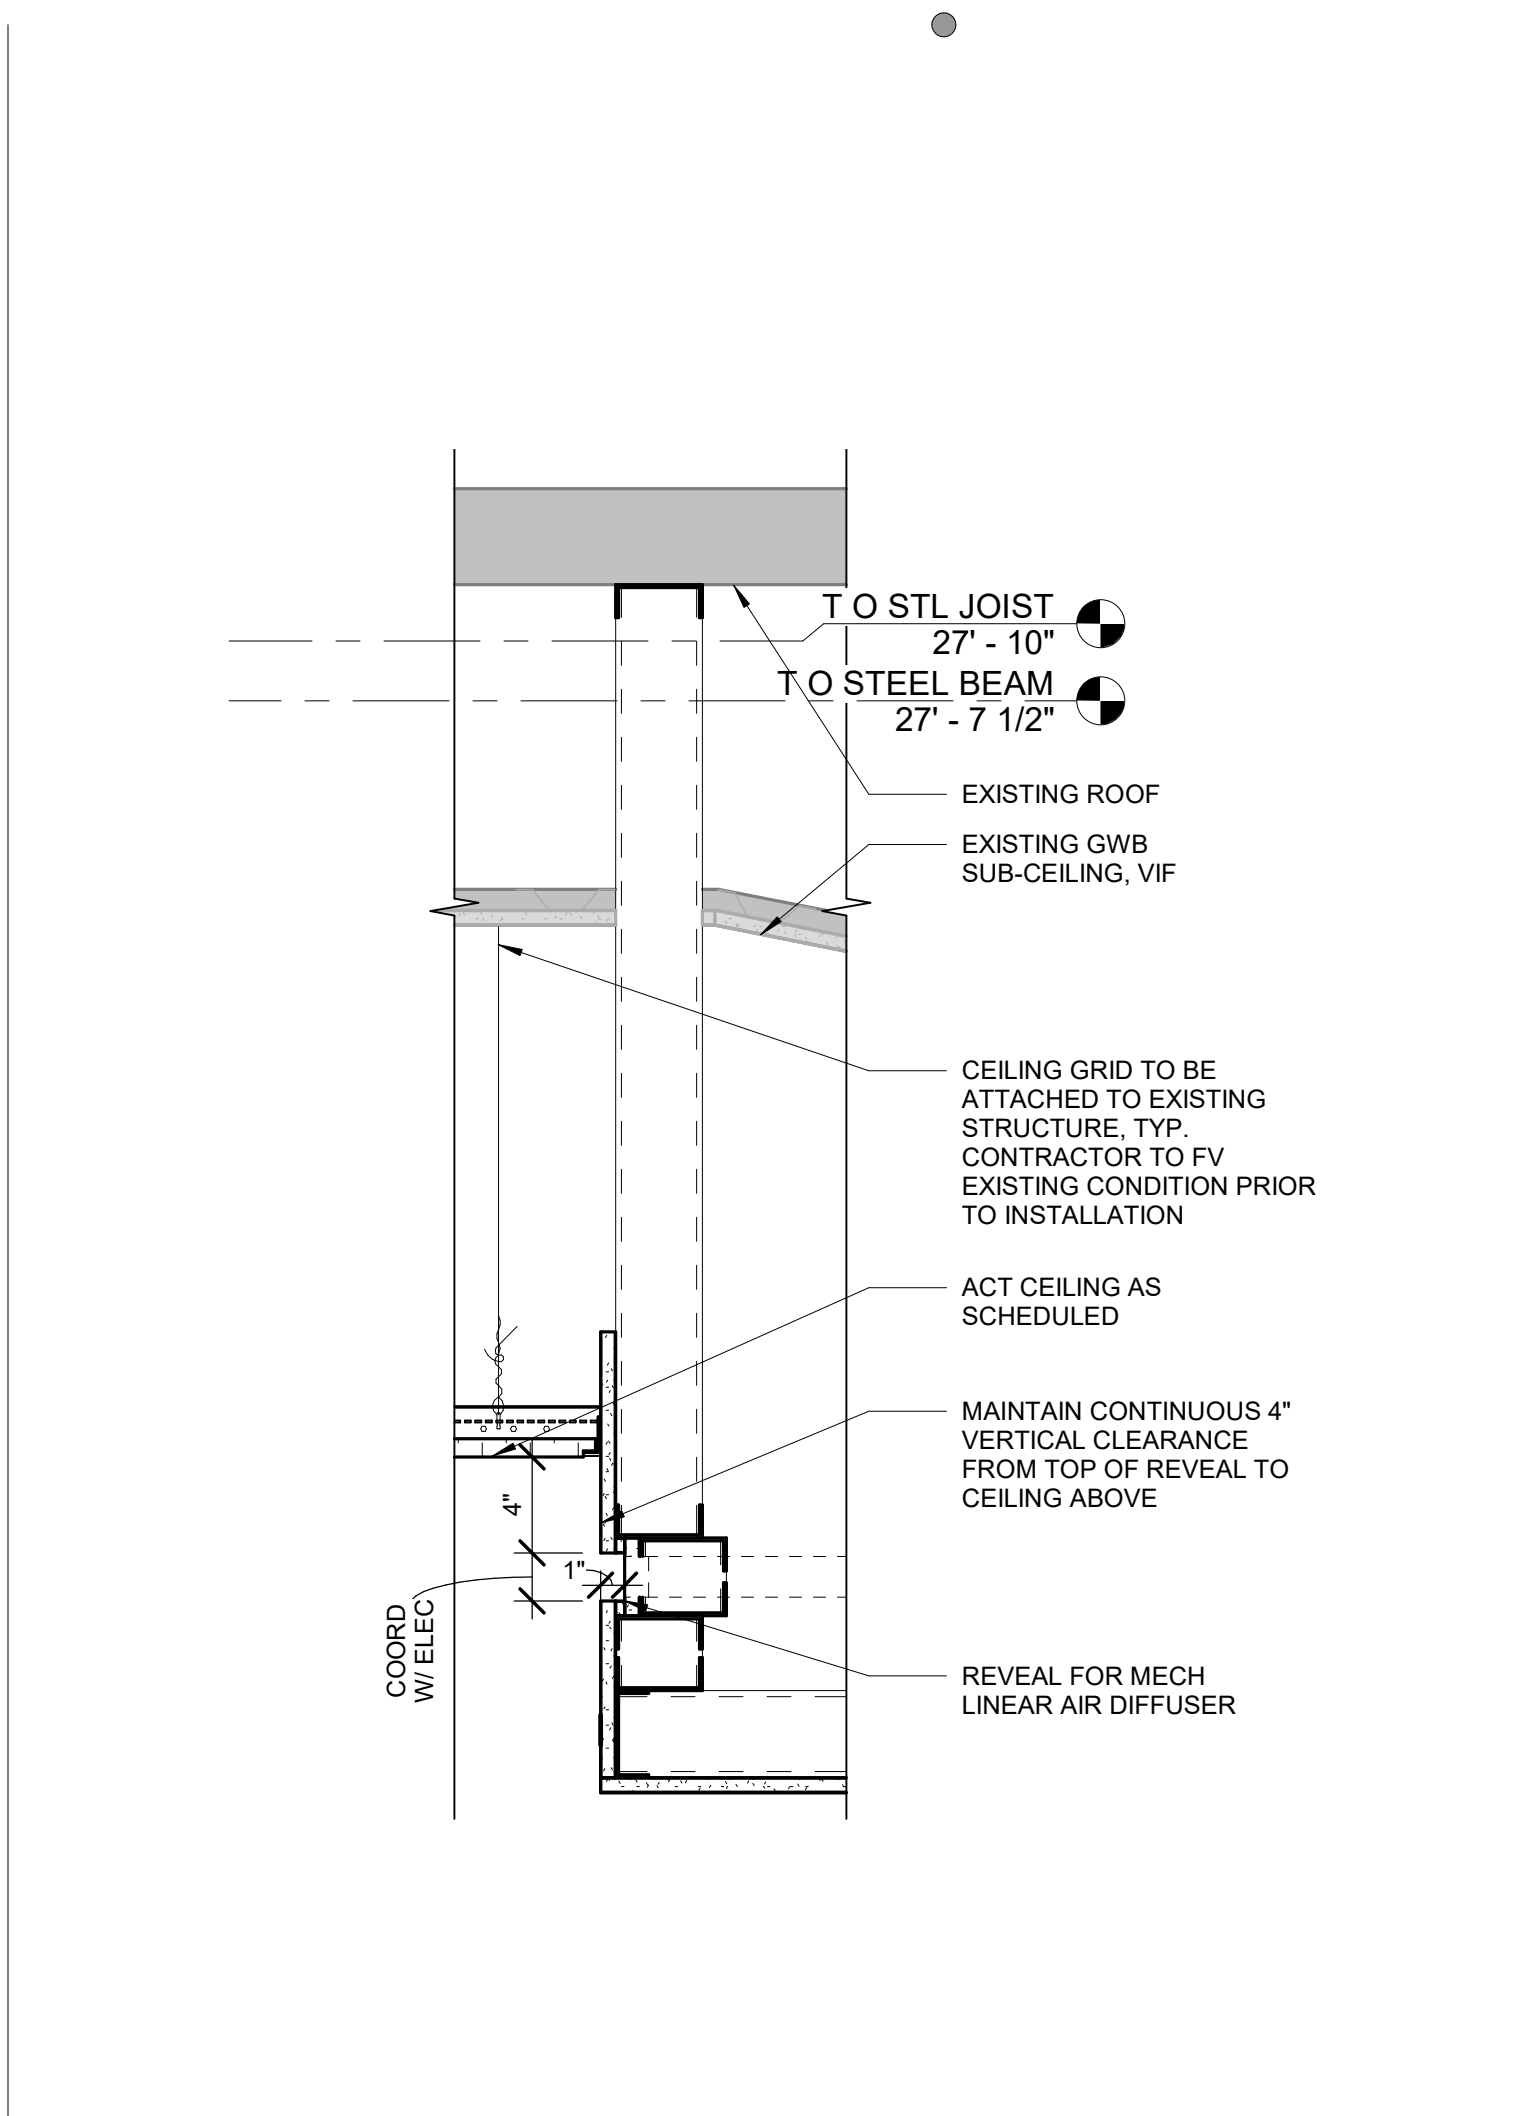 T O STL JOIST
27' - 10"
T O STEEL BEAM
27' - 7 1/2"
EXISTING ROOF
EXISTING GWB
SUB-CEILING, VIF
CEILING GRID TO BE
ATTACHED TO EXISTING
STRUCTURE, TYP.
CONTRACTOR TO FV
EXISTING CONDITION PRIOR
TO INSTALLATION
ACT CEILING AS
SCHEDULED
MAINTAIN CONTINUOUS 4"
VERTICAL CLEARANCE
FROM TOP OF REVEAL TO
CEILING ABOVE
4"
1"
COORD
W/ ELEC
REVEAL FOR MECH
LINEAR AIR DIFFUSER